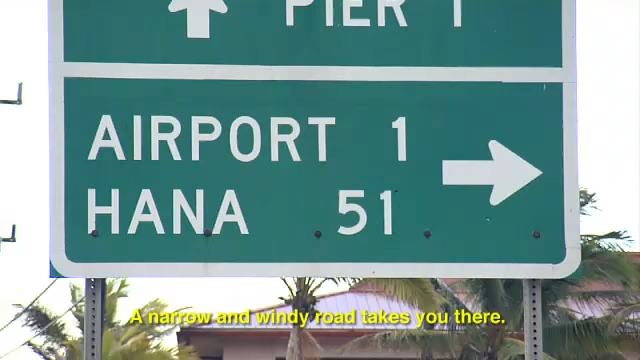 PIER 1
AIRPORT 1
HANA 51
A narrow and windy road takes you there.